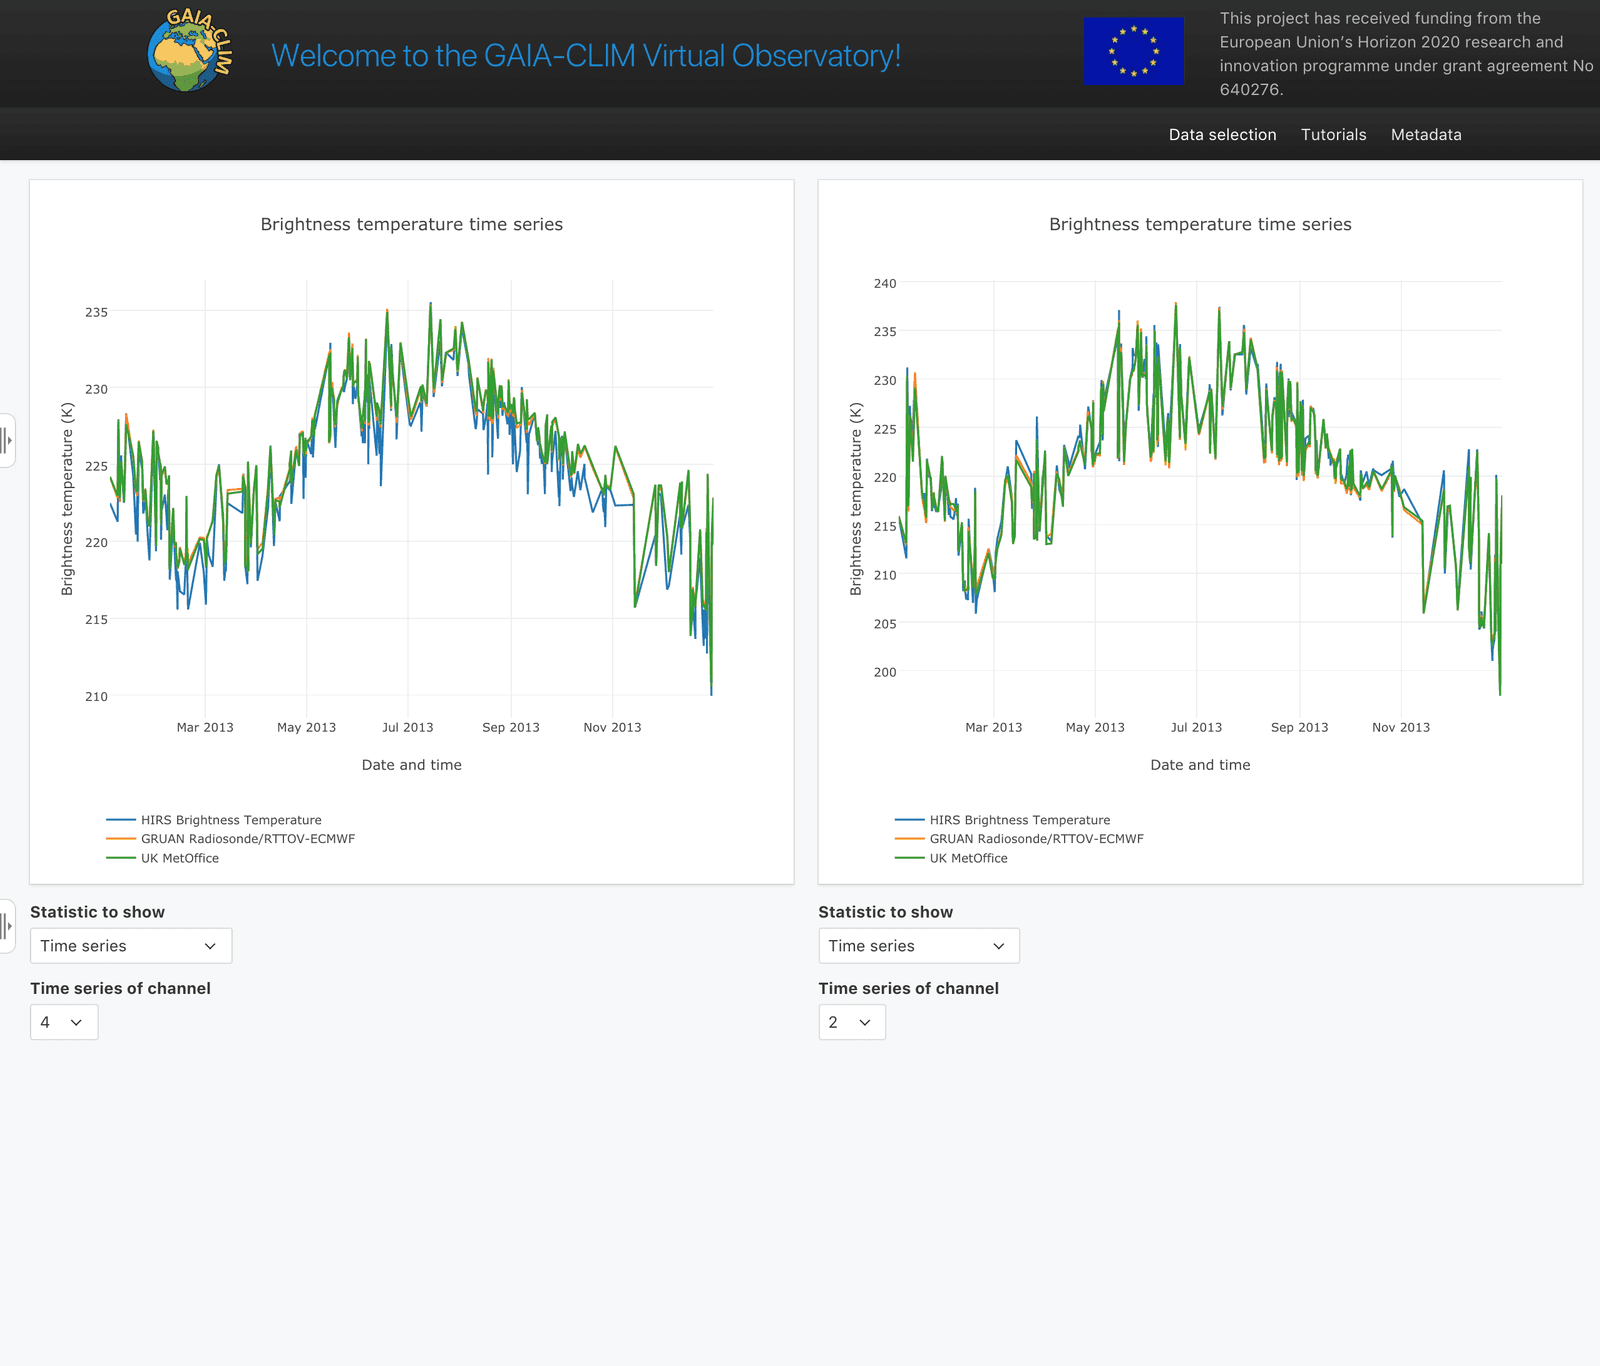 GAIA-CLIM
Welcome to the GAIA-CLIM Virtual Observatory!
This project has received funding from the
European Union's Horizon 2020 research and
innovation programme under grant agreement No
640276.
Data selection Tutorials Metadata
Brightness temperature time series
235
230
225
220
215
210
Brightness temperature (K)
Mar 2013 May 2013 Jul 2013 Sep 2013 Nov 2013
Date and time
HIRS Brightness Temperature
GRUAN Radiosonde/RTTOV-ECMWF
UK MetOffice
Statistic to show
Time series
Time series of channel
4
Brightness temperature time series
240
235
230
225
220
215
210
205
200
Brightness temperature (K)
Mar 2013 May 2013 Jul 2013 Sep 2013 Nov 2013
Date and time
HIRS Brightness Temperature
GRUAN Radiosonde/RTTOV-ECMWF
UK MetOffice
Statistic to show
Time series
Time series of channel
2